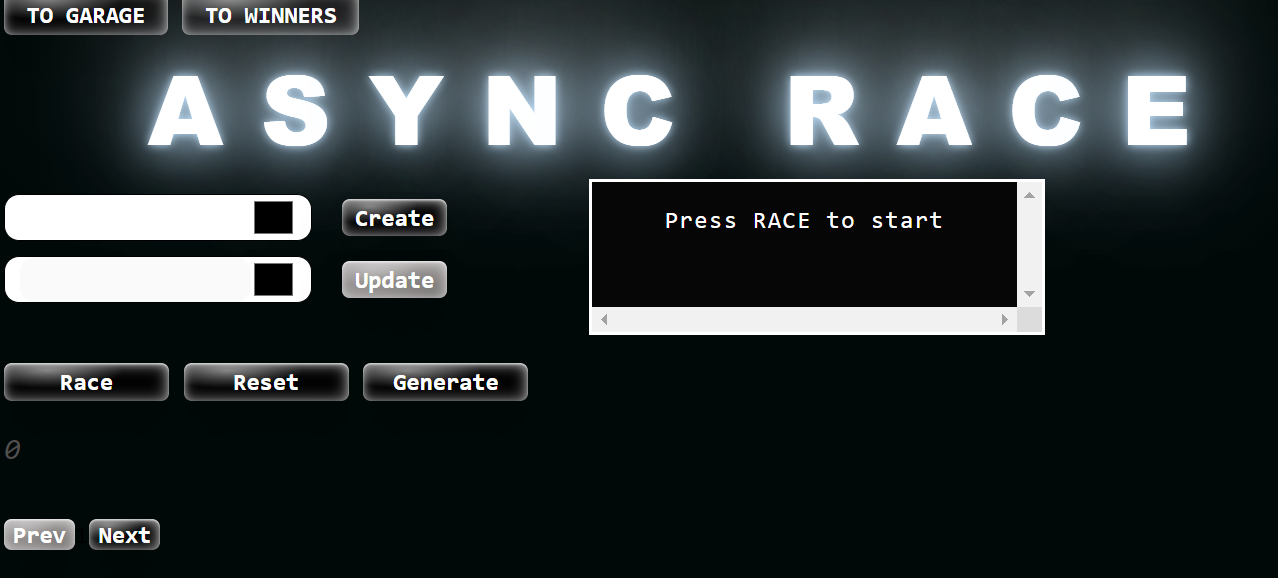 TO GARAGE TO WINNERS
ASYNC RACE
Create
Press RACE to start
Update
Race Reset Generate
0
Prev Next